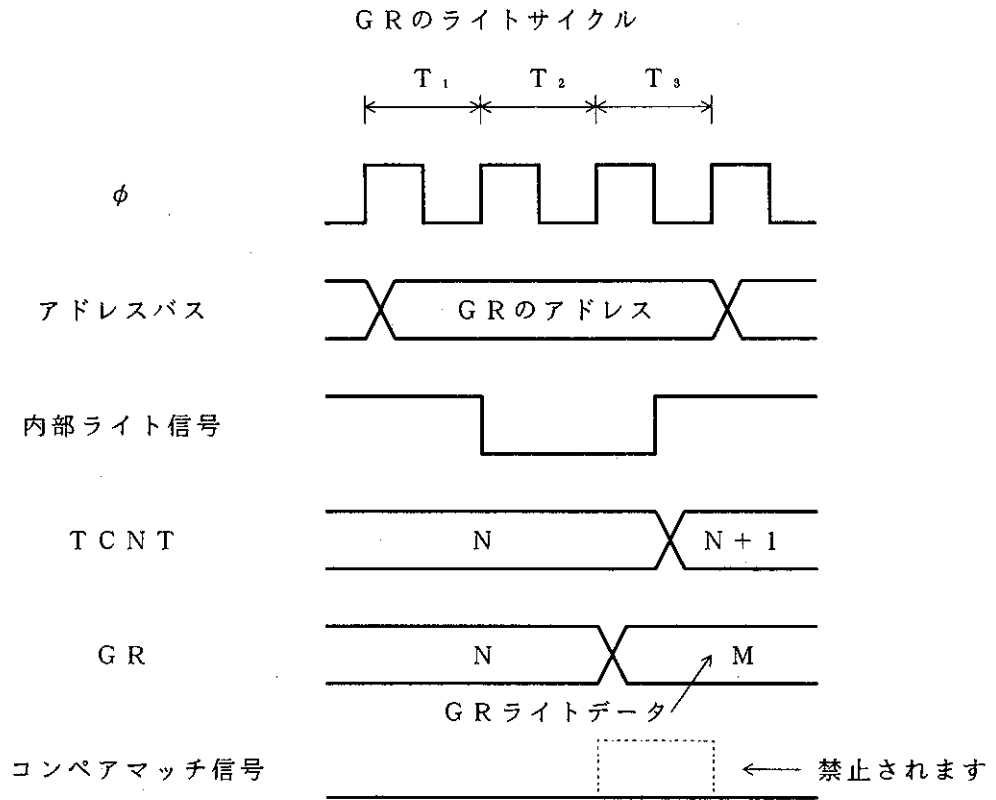 GRのライトサイクル
T₁ T₂ T₃
φ
アドレスバス GRのアドレス
内部ライト信号
TCNT N N+1
GR N M
GRライトデータ
コンペアマッチ信号 禁止されます